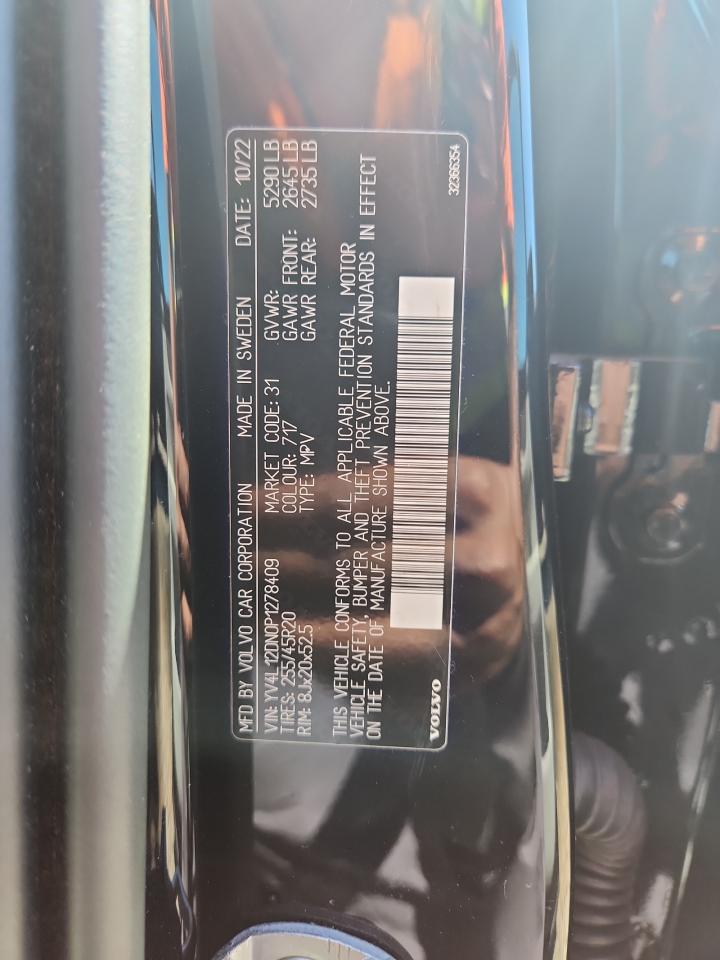 MFD BY VOLVO CAR CORPORATION MADE IN SWEDEN DATE: 10/22
VIN: YV4L12DN0P1278409 MARKET CODE: 31 GVWR: 5290 LB
TIRES: 255/45R20 COLOUR: 717 GAWR FRONT: 2645 LB
RIM: 8Jx20x52.5 TYPE: MPV GAWR REAR: 2735 LB
THIS VEHICLE CONFORMS TO ALL APPLICABLE FEDERAL MOTOR
VEHICLE SAFETY, BUMPER AND THEFT PREVENTION STANDARDS IN EFFECT
ON THE DATE OF MANUFACTURE SHOWN ABOVE.
VOLVO 32366354